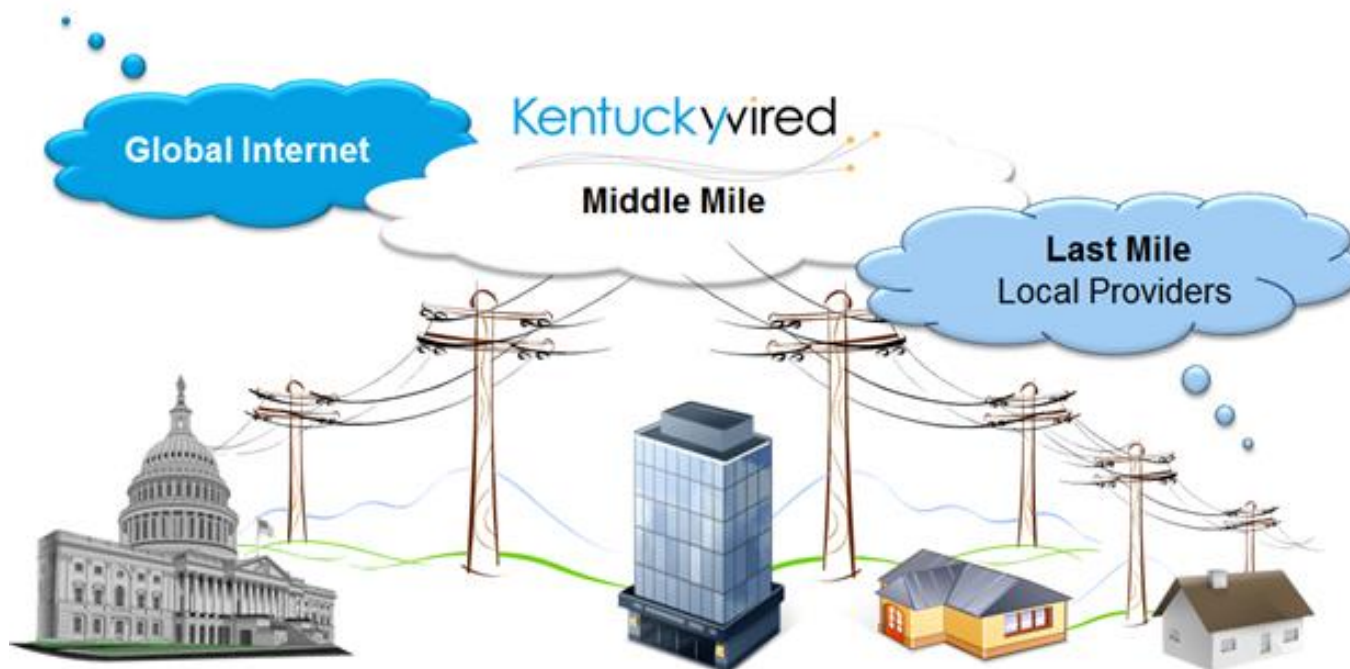 Global Internet
Kentuckywired
Middle Mile
Last Mile
Local Providers